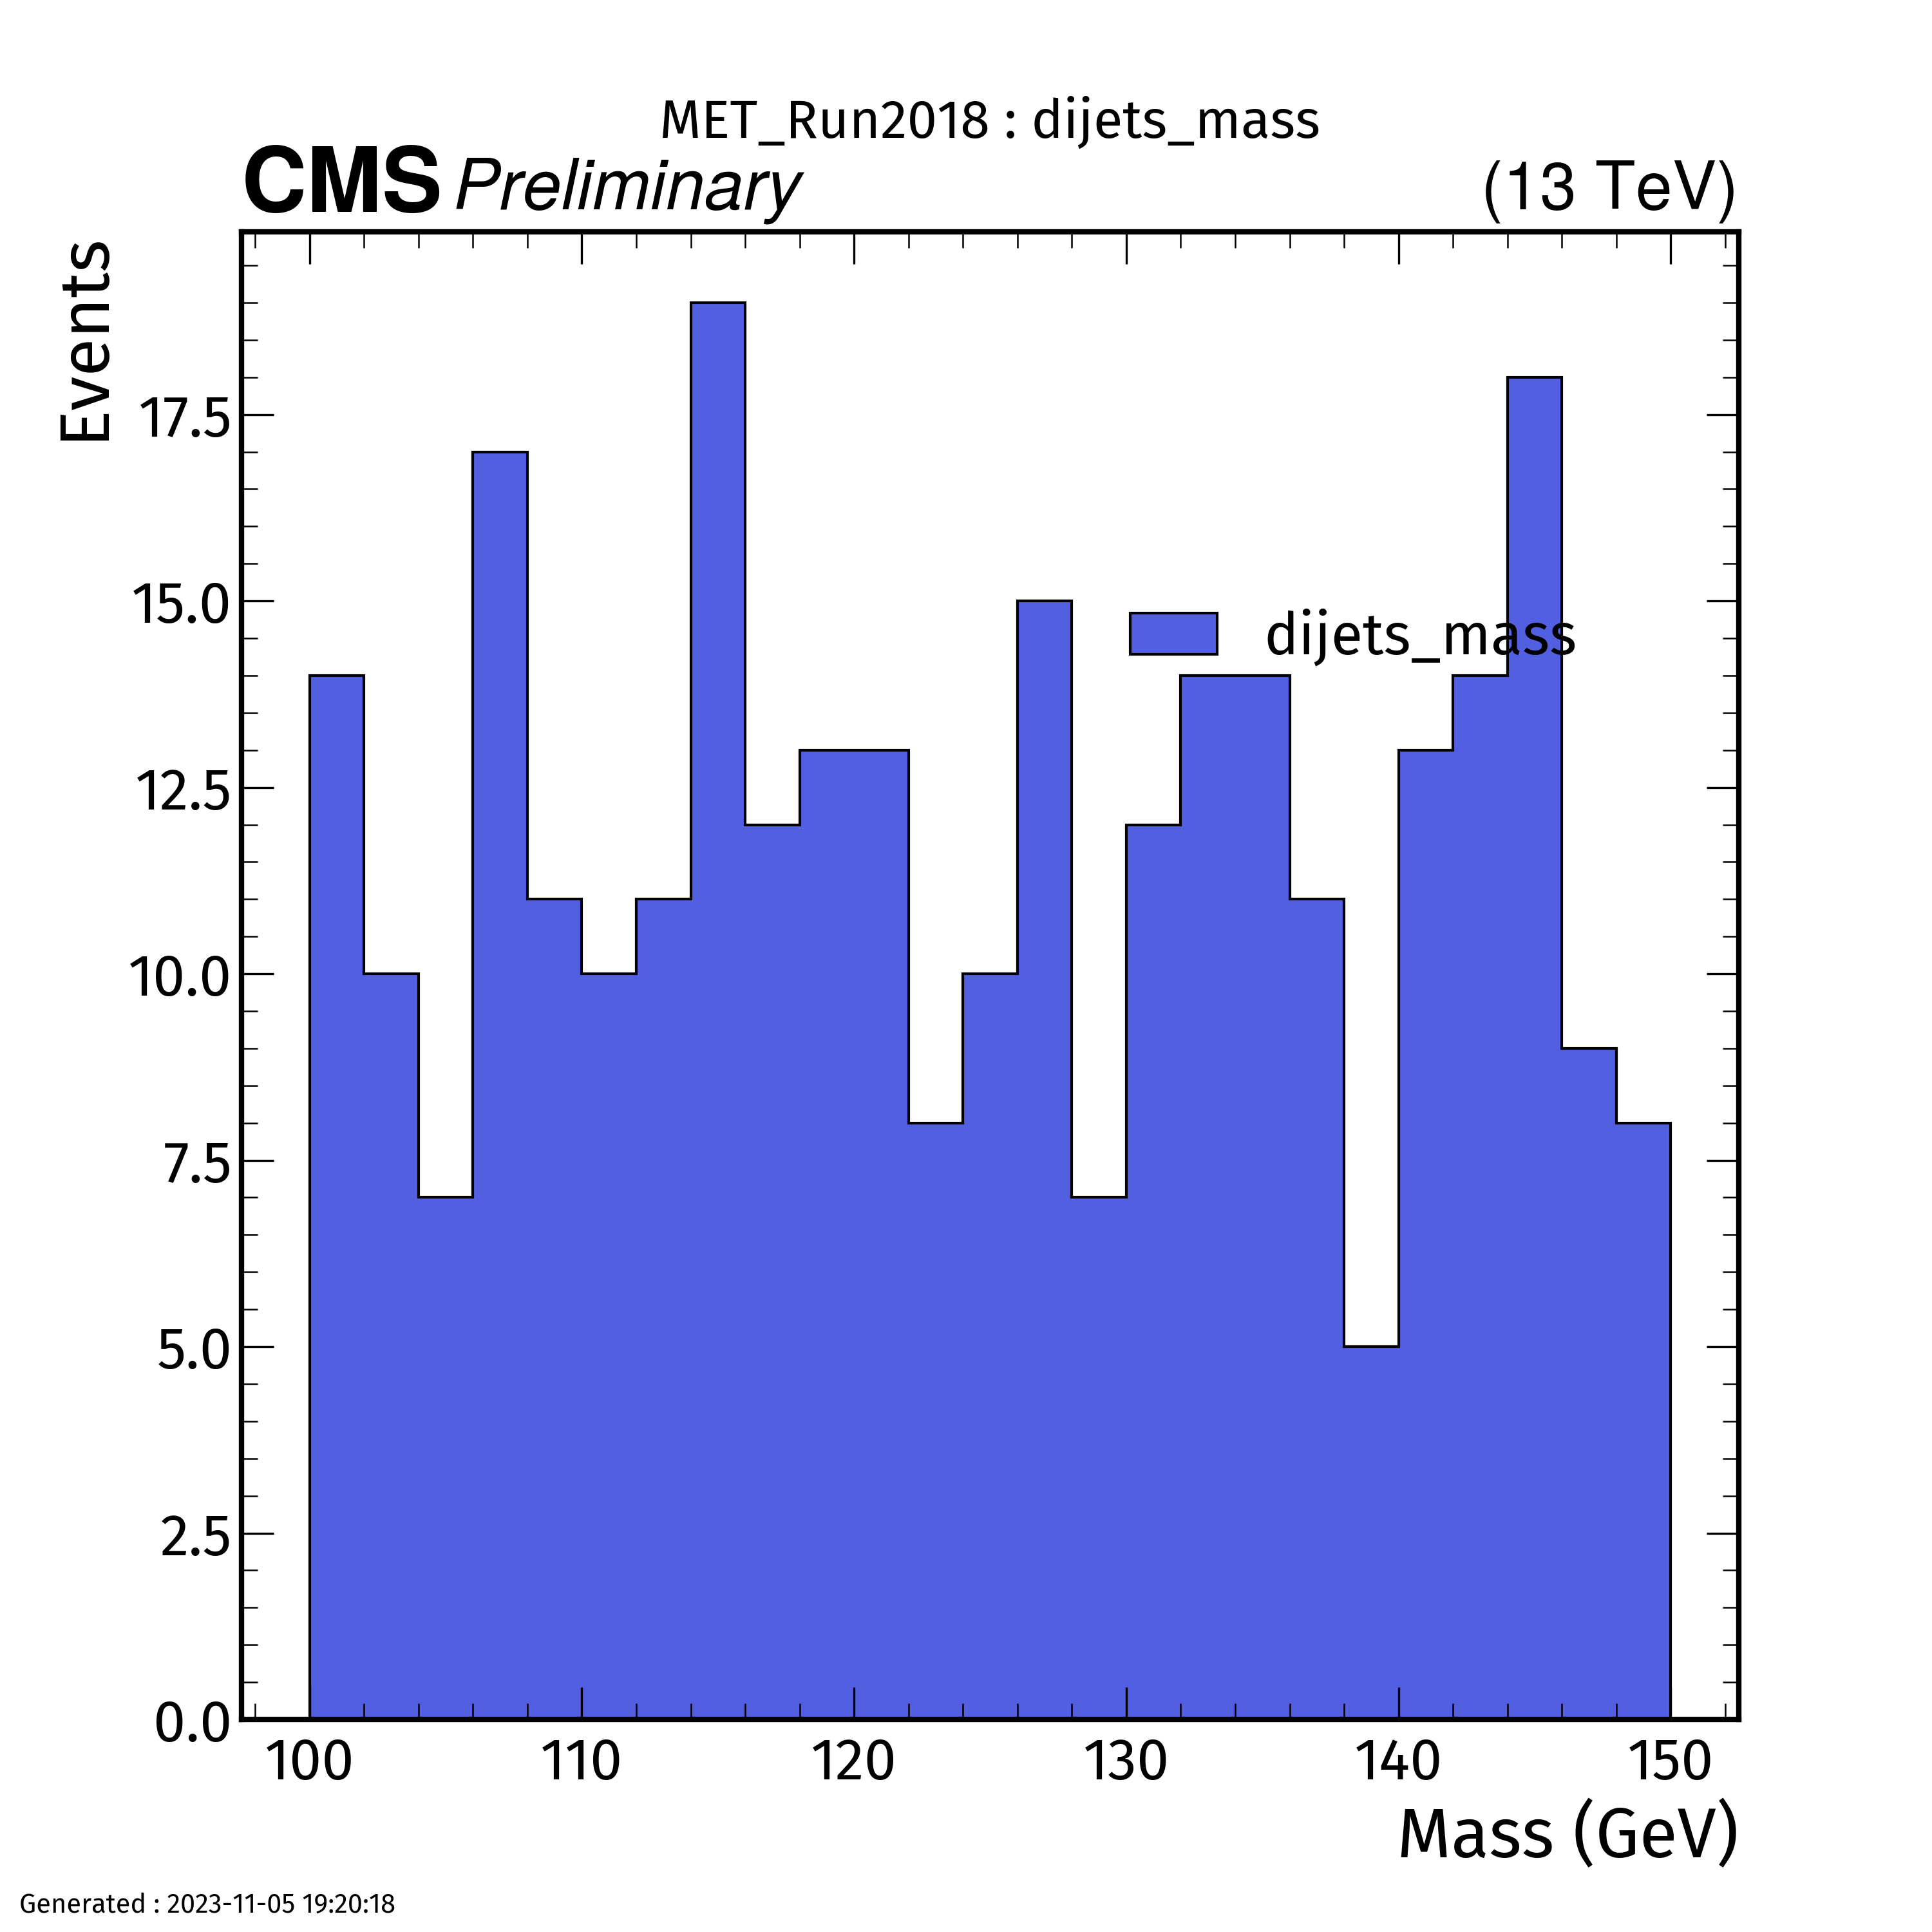 MET_Run2018 : dijets_mass
CMS Preliminary (13 TeV)
Events
17.5
15.0
dijets_mass
12.5
10.0
7.5
5.0
2.5
0.0
100 110 120 130 140 150
Mass (GeV)
Generated : 2023-11-05 19:20:18